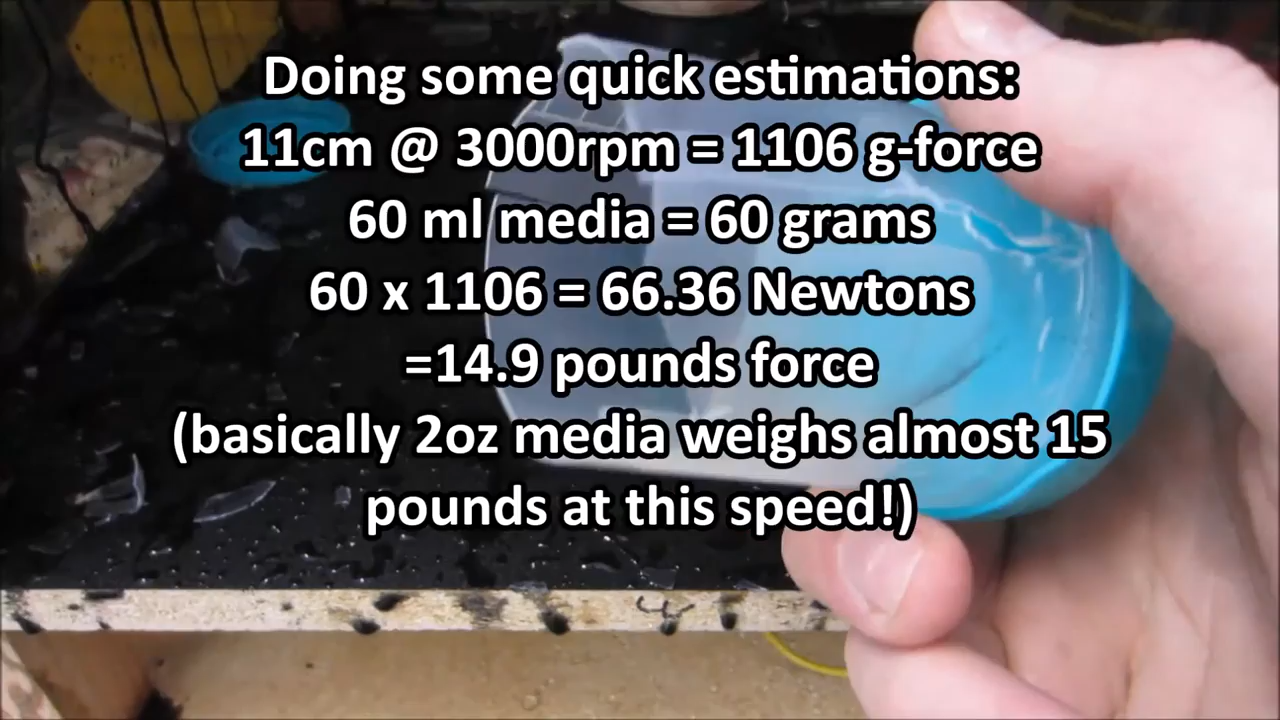 Doing some quick estimations:
11cm @ 3000rpm = 1106 g-force
60 ml media = 60 grams
60 x 1106 = 66.36 Newtons
=14.9 pounds force
(basically 2oz media weighs almost 15
pounds at this speed!)